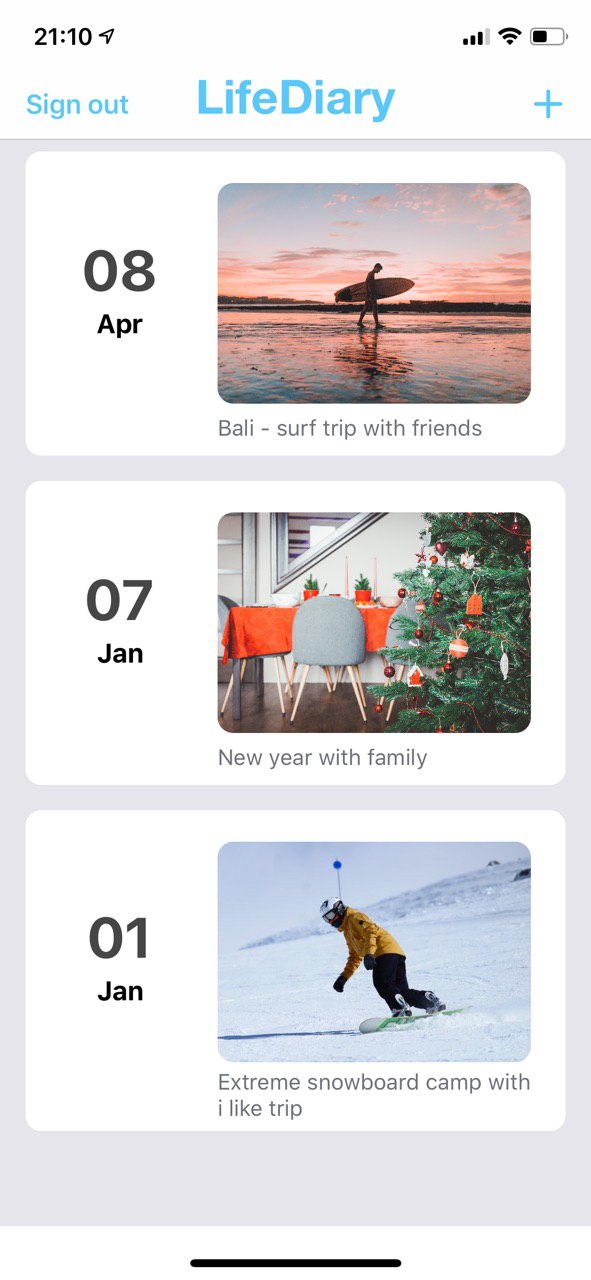 21:10
Sign out
LifeDiary
+
08
Apr
Bali - surf trip with friends
07
Jan
New year with family
01
Jan
Extreme snowboard camp with
i like trip